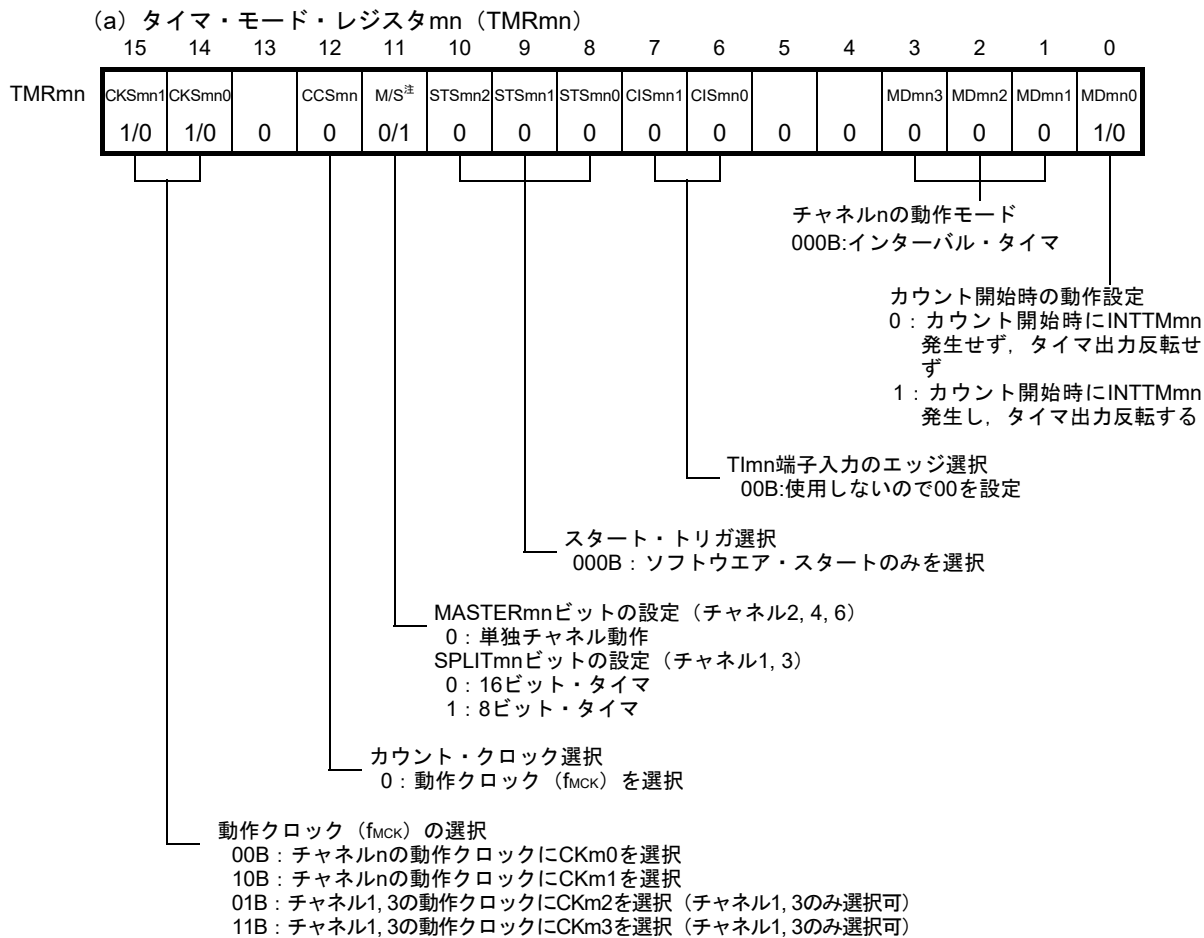 (a) タイマ・モード・レジスタmn（TMRmn）
15 14 13 12 11 10 9 8 7 6 5 4 3 2 1 0
TMRmn CKSmn1 CKSmn0 CCSmn M/S注 STSmn2 STSmn1 STSmn0 CISmn1 CISmn0 MDmn3 MDmn2 MDmn1 MDmn0
1/0 1/0 0 0 0/1 0 0 0 0 0 0 0 0 0 0 1/0
チャネルnの動作モード
000B:インターバル・タイマ
カウント開始時の動作設定
0：カウント開始時にINTTMmn
発生せず，タイマ出力反転せ
ず
1：カウント開始時にINTTMmn
発生し，タイマ出力反転する
TImn端子入力のエッジ選択
00B:使用しないので00を設定
スタート・トリガ選択
000B：ソフトウエア・スタートのみを選択
MASTERmnビットの設定（チャネル2, 4, 6）
0：単独チャネル動作
SPLITmnビットの設定（チャネル1, 3）
0：16ビット・タイマ
1：8ビット・タイマ
カウント・クロック選択
0：動作クロック（fMCK）を選択
動作クロック（fMCK）の選択
00B：チャネルnの動作クロックにCKm0を選択
10B：チャネルnの動作クロックにCKm1を選択
01B：チャネル1, 3の動作クロックにCKm2を選択（チャネル1, 3のみ選択可）
11B：チャネル1, 3の動作クロックにCKm3を選択（チャネル1, 3のみ選択可）